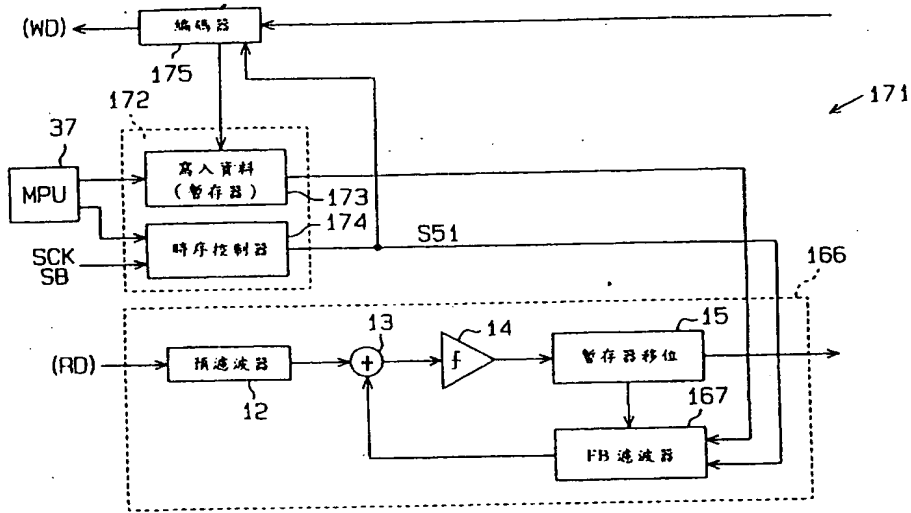 (WD)
編碼器
175
171
172
37
MPU
寫入資料
(暫存器)
173
174
時序控制器
S51
SCK
SB
166
13
14
15
(RD)
預濾波器
12
暫存器移位
167
FB 濾波器